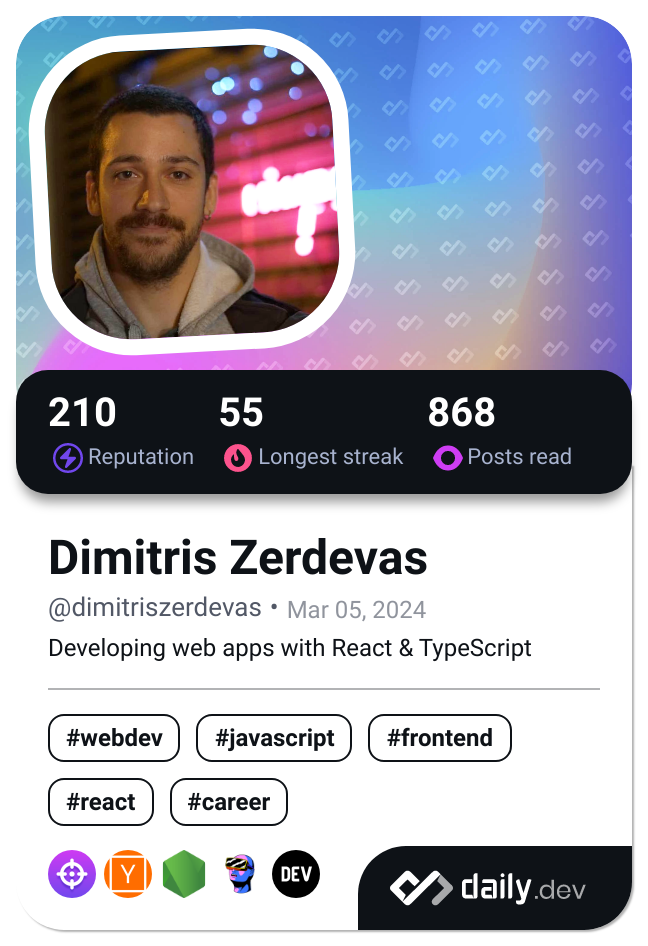 210 55 868
Reputation Longest streak Posts read
Dimitris Zerdevas
@dimitriszerdevas • Mar 05, 2024
Developing web apps with React & TypeScript
#webdev #javascript #frontend
#react #career
Y DEV daily.dev